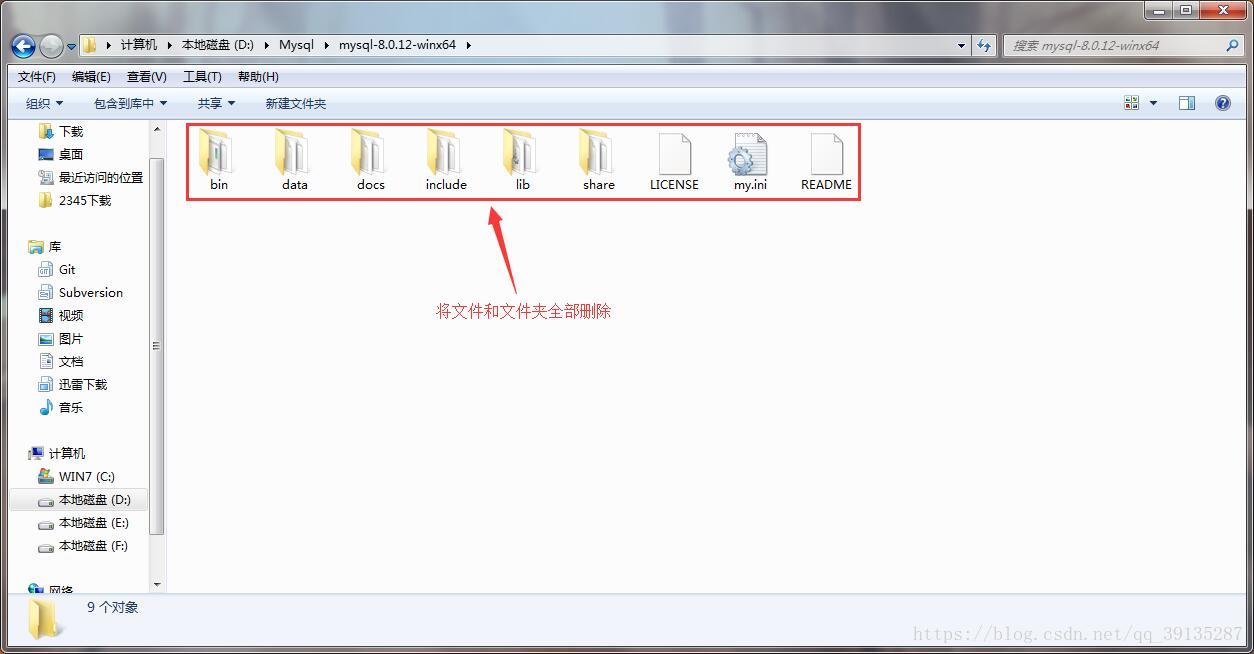 计算机 本地磁盘 (D:) Mysql mysql-8.0.12-winx64
搜索 mysql-8.0.12-winx64
文件(F) 编辑(E) 查看(V) 工具(T) 帮助(H)
组织 包含到库中 共享 新建文件夹
下载
桌面
最近访问的位置
2345下载
库
Git
Subversion
视频
图片
文档
迅雷下载
音乐
计算机
WIN7 (C:)
本地磁盘 (D:)
本地磁盘 (E:)
本地磁盘 (F:)
网络
bin data docs include lib share LICENSE my.ini README
将文件和文件夹全部删除
9 个对象
https://blog.csdn.net/qq_39135287